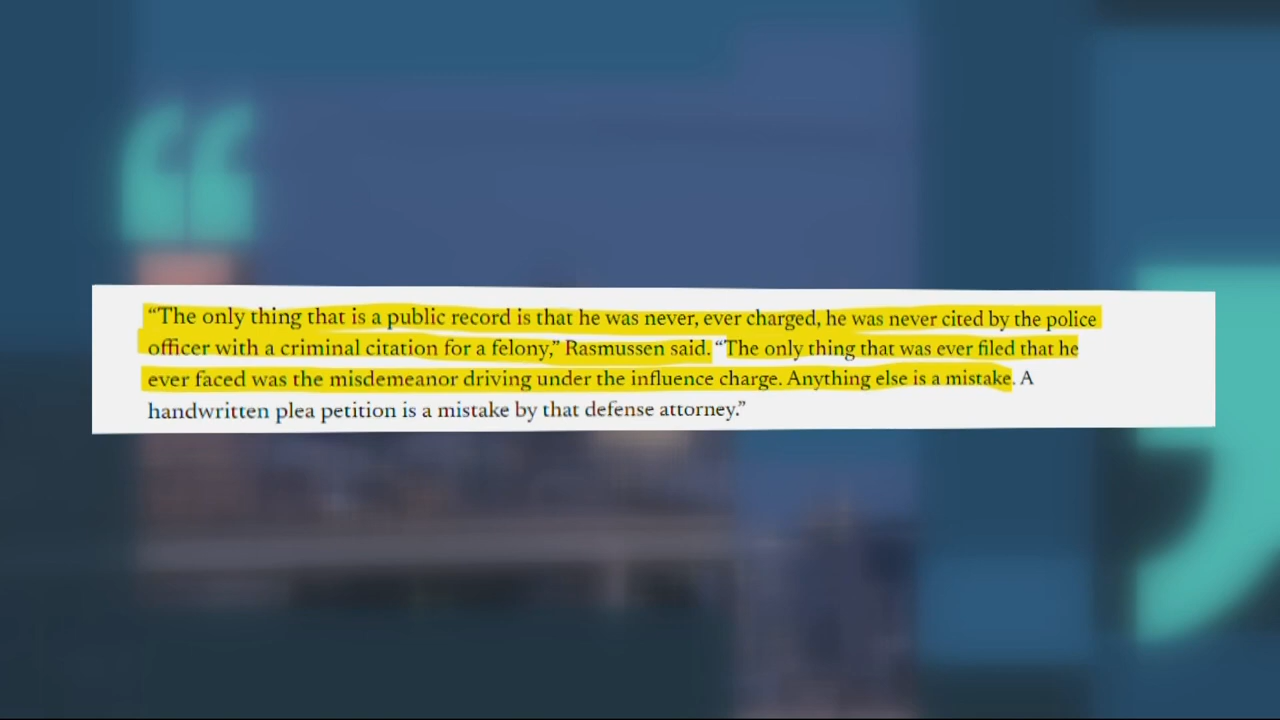 “The only thing that is a public record is that he was never, ever charged, he was never cited by the police
officer with a criminal citation for a felony,” Rasmussen said. “The only thing that was ever filed that he
ever faced was the misdemeanor driving under the influence charge. Anything else is a mistake. A
handwritten plea petition is a mistake by that defense attorney.”